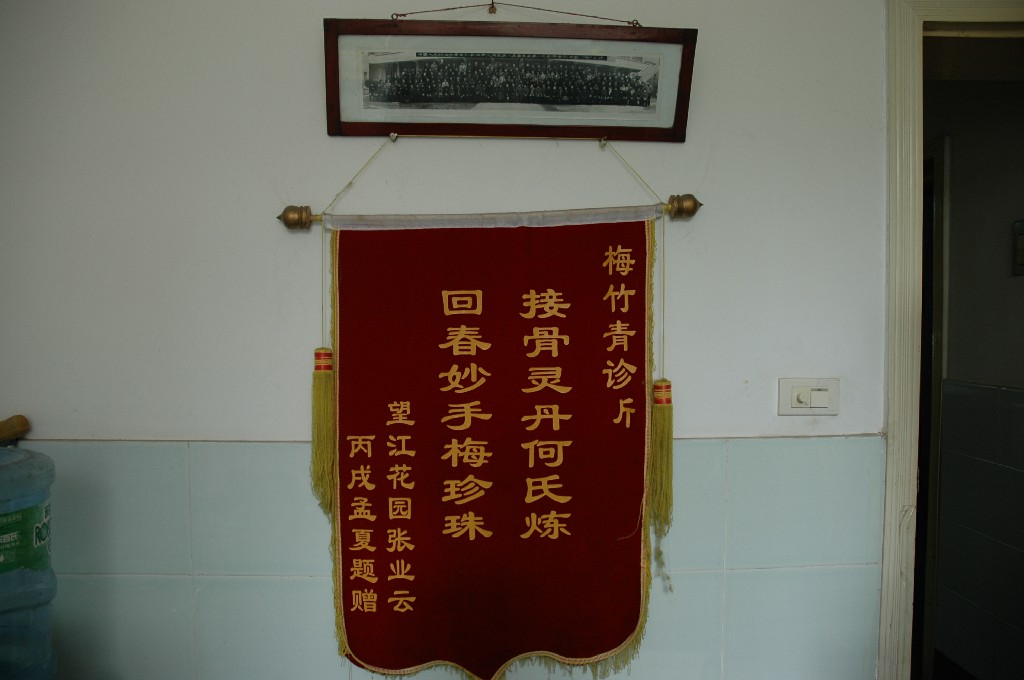 梅竹青诊斤
接骨灵丹何氏炼
回春妙手梅珍珠
望江花园张业云
丙戌孟夏题赠